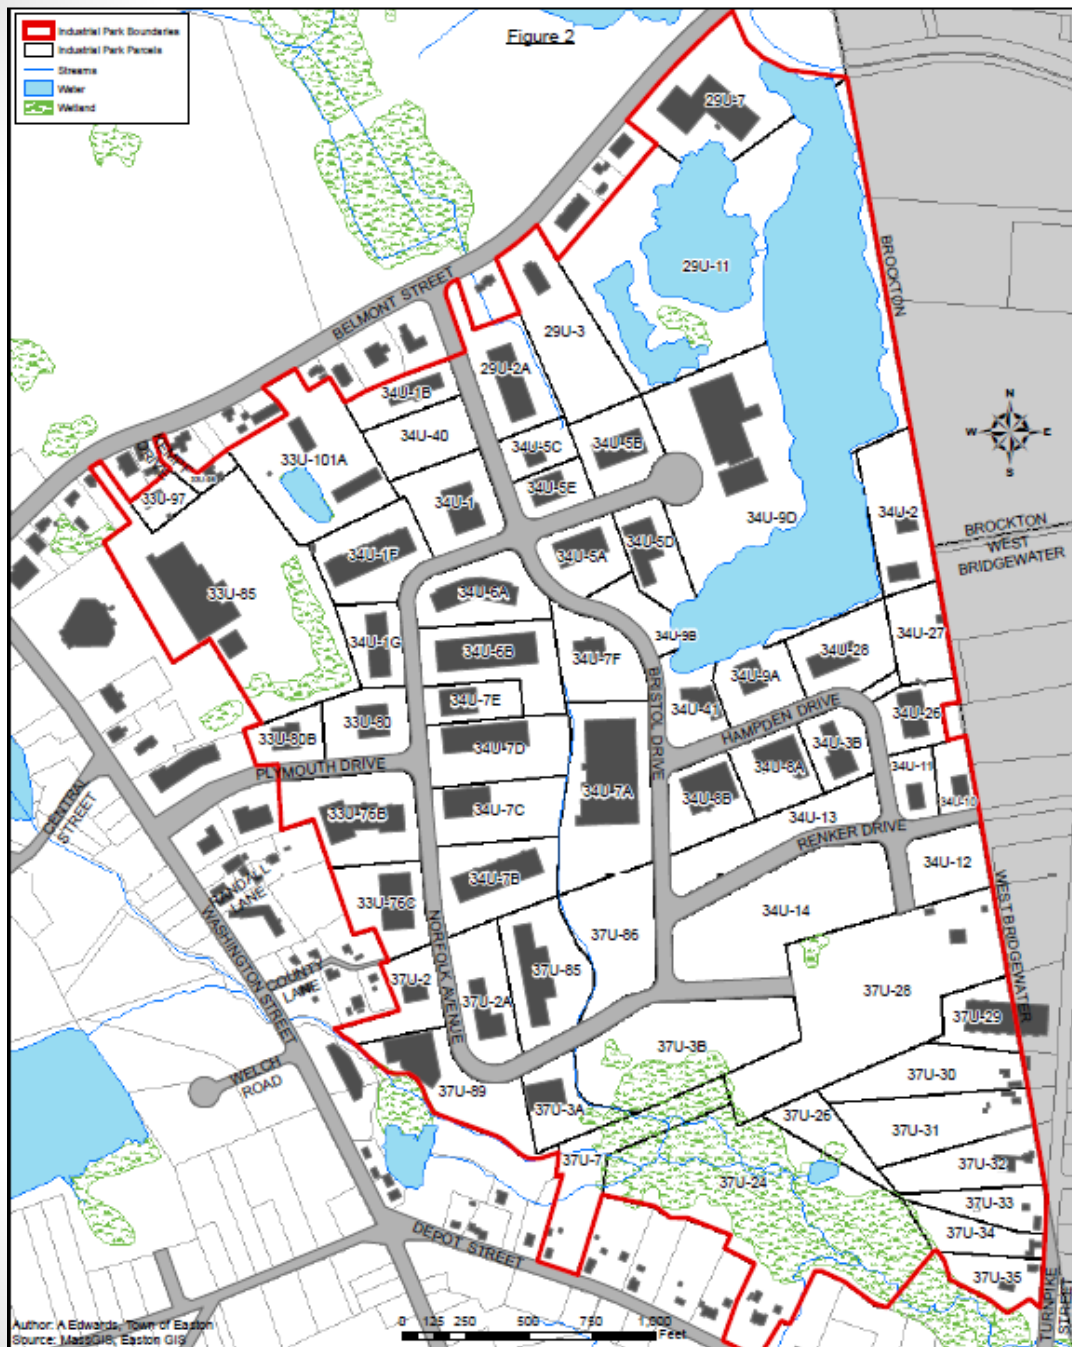 Figure 2
Industrial Park Boundaries
Industrial Park Parcels
Streams
Water
Wetland
29U-7
BROCKTON
29U-11
BELMONT STREET
29U-3
29U-2A
34U-1B
34U-40
34U-5C
34U-5B
33U-101A
34U-5E
34U-1
33U-97
34U-9D
34U-2
N
W
E
S
BROCKTON
WEST
BRIDGEWATER
34U-1F
34U-5A
34U-5D
33U-85
34U-6A
34U-1G
34U-6B
34U-7F
34U-9B
34U-27
34U-28
34U-9A
34U-41
34U-7E
33U-80
33U-80B
34U-7D
BRISTOL DRIVE
HAMPDEN DRIVE
34U-26
34U-3B
PLYMOUTH DRIVE
34U-8A
34U-11
34U-7A
34U-8B
34U-10
34U-7C
33U-76B
34U-13
RENKER DRIVE
CENTRAL
STREET
34U-12
34U-7B
RANDALL
LANE
33U-76C
34U-14
WEST BRIDGEWATER
WASHINGTON STREET
NORFOLK AVENUE
37U-86
COUNTY
LANE
37U-2
37U-85
37U-2A
37U-28
37U-29
WELCH
ROAD
37U-3B
37U-89
37U-30
37U-3A
37U-26
37U-31
37U-7
37U-32
37U-24
37U-33
37U-34
DEPOT STREET
37U-35
TURNPIKE
STREET
Author: A Edwards, Town of Easton
Source: MassGIS, Easton GIS
0 125 250 500 750 1,000
Feet